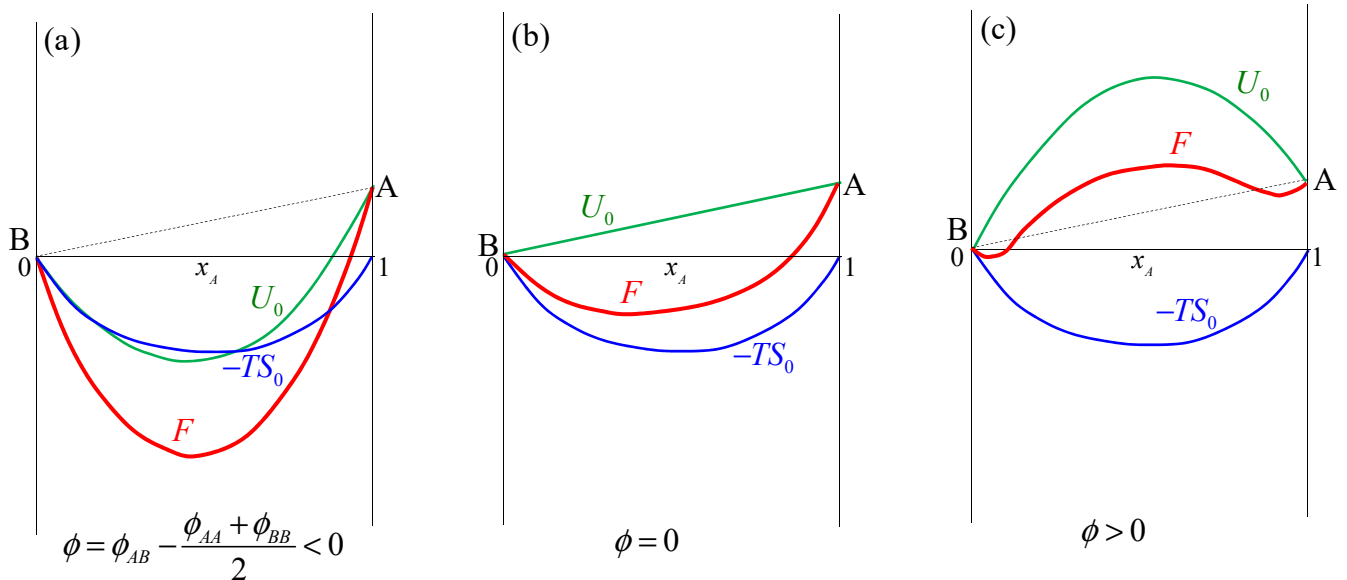 (a)
A
B
0
x_A
1
U_0
−TS_0
F
ϕ = ϕ_AB − (ϕ_AA + ϕ_BB)/2 < 0
(b)
A
U_0
B
0
x_A
1
F
−TS_0
ϕ = 0
(c)
U_0
F
A
B
0
x_A
1
−TS_0
ϕ > 0